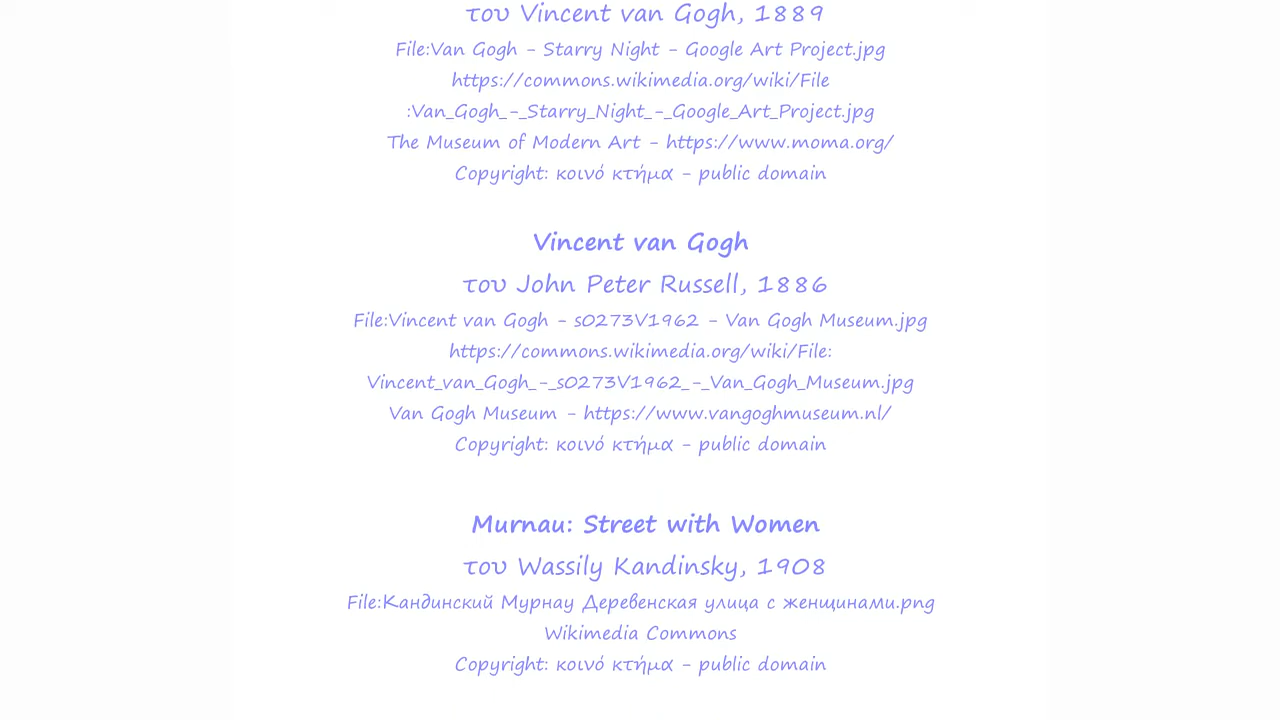 του Vincent van Gogh, 1889
File:Van Gogh - Starry Night - Google Art Project.jpg
https://commons.wikimedia.org/wiki/File
:Van_Gogh_-_Starry_Night_-_Google_Art_Project.jpg
The Museum of Modern Art - https://www.moma.org/
Copyright: κοινό κτήμα - public domain
Vincent van Gogh
του John Peter Russell, 1886
File:Vincent van Gogh - s0273V1962 - Van Gogh Museum.jpg
https://commons.wikimedia.org/wiki/File:
Vincent_van_Gogh_-_s0273V1962_-_Van_Gogh_Museum.jpg
Van Gogh Museum - https://www.vangoghmuseum.nl/
Copyright: κοινό κτήμα - public domain
Murnau: Street with Women
του Wassily Kandinsky, 1908
File:Кандинский Мурнау Деревенская улица с женщинами.png
Wikimedia Commons
Copyright: κοινό κτήμα - public domain